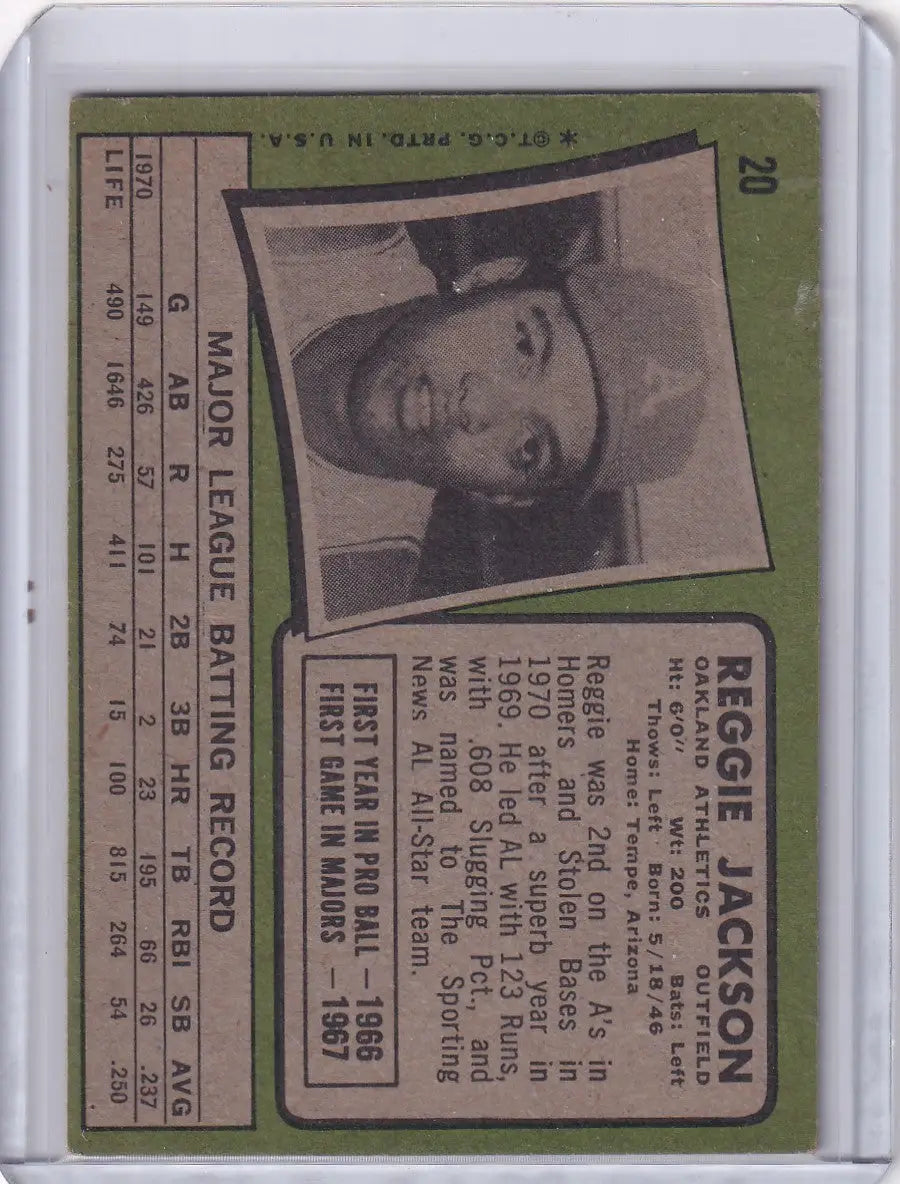 20
REGGIE JACKSON
OAKLAND ATHLETICS OUTFIELD
Ht: 6'0" Wt: 200 Bats: Left
Thows: Left Born: 5/18/46
Home: Tempe, Arizona
Reggie was 2nd on the A's in
Homers and Stolen Bases in
1970 after a superb year in
1969. He led AL with 123 Runs,
with .608 Slugging Pct., and
was named to The Sporting
News AL All-Star team.
FIRST YEAR IN PRO BALL — 1966
FIRST GAME IN MAJORS — 1967
*©T.C.G. PRTD. IN U.S.A.
MAJOR LEAGUE BATTING RECORD
G AB R H 2B 3B HR TB RBI SB AVG
1970 149 426 57 101 21 2 23 195 66 26 .237
LIFE 490 1646 275 411 74 15 100 815 264 54 .250